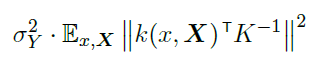 σ_Y^2 · 𝔼_{x,𝑿} ‖k(x, 𝑿)^⊤ K^{-1}‖^2